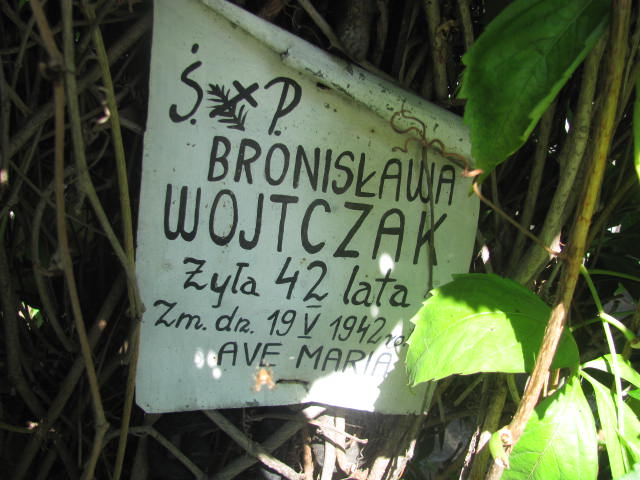 Ś. P.
BRONISŁAWA
WOJTCZAK
Żyła 42 lata
Zm. dn. 19 V 1942 r.
AVE MARIA